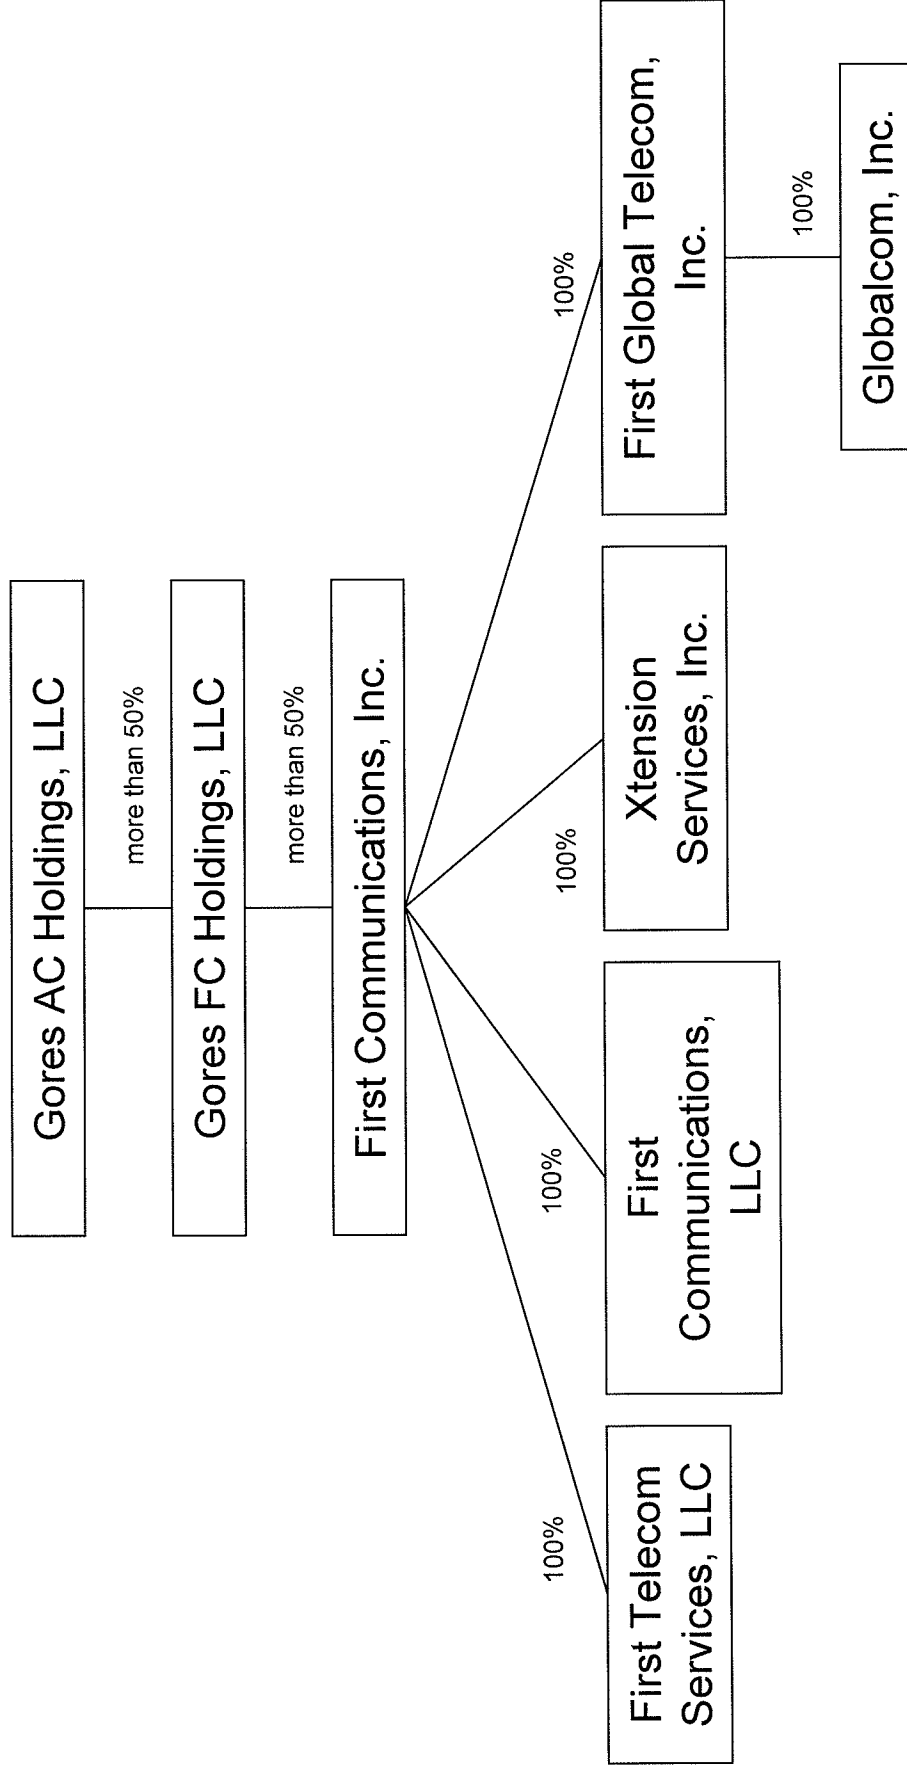 Gores AC Holdings, LLC
more than 50%
Gores FC Holdings, LLC
more than 50%
First Communications, Inc.
100%
100%
100%
100%
First Telecom
Services, LLC
First
Communications,
LLC
Xtension
Services, Inc.
First Global Telecom,
Inc.
100%
Globalcom, Inc.